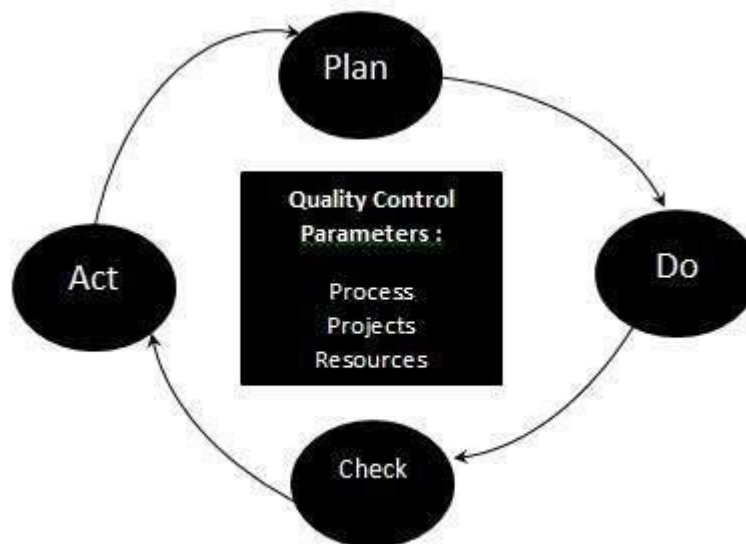 Plan
Quality Control
Parameters :
Process
Projects
Resources
Do
Act
Check